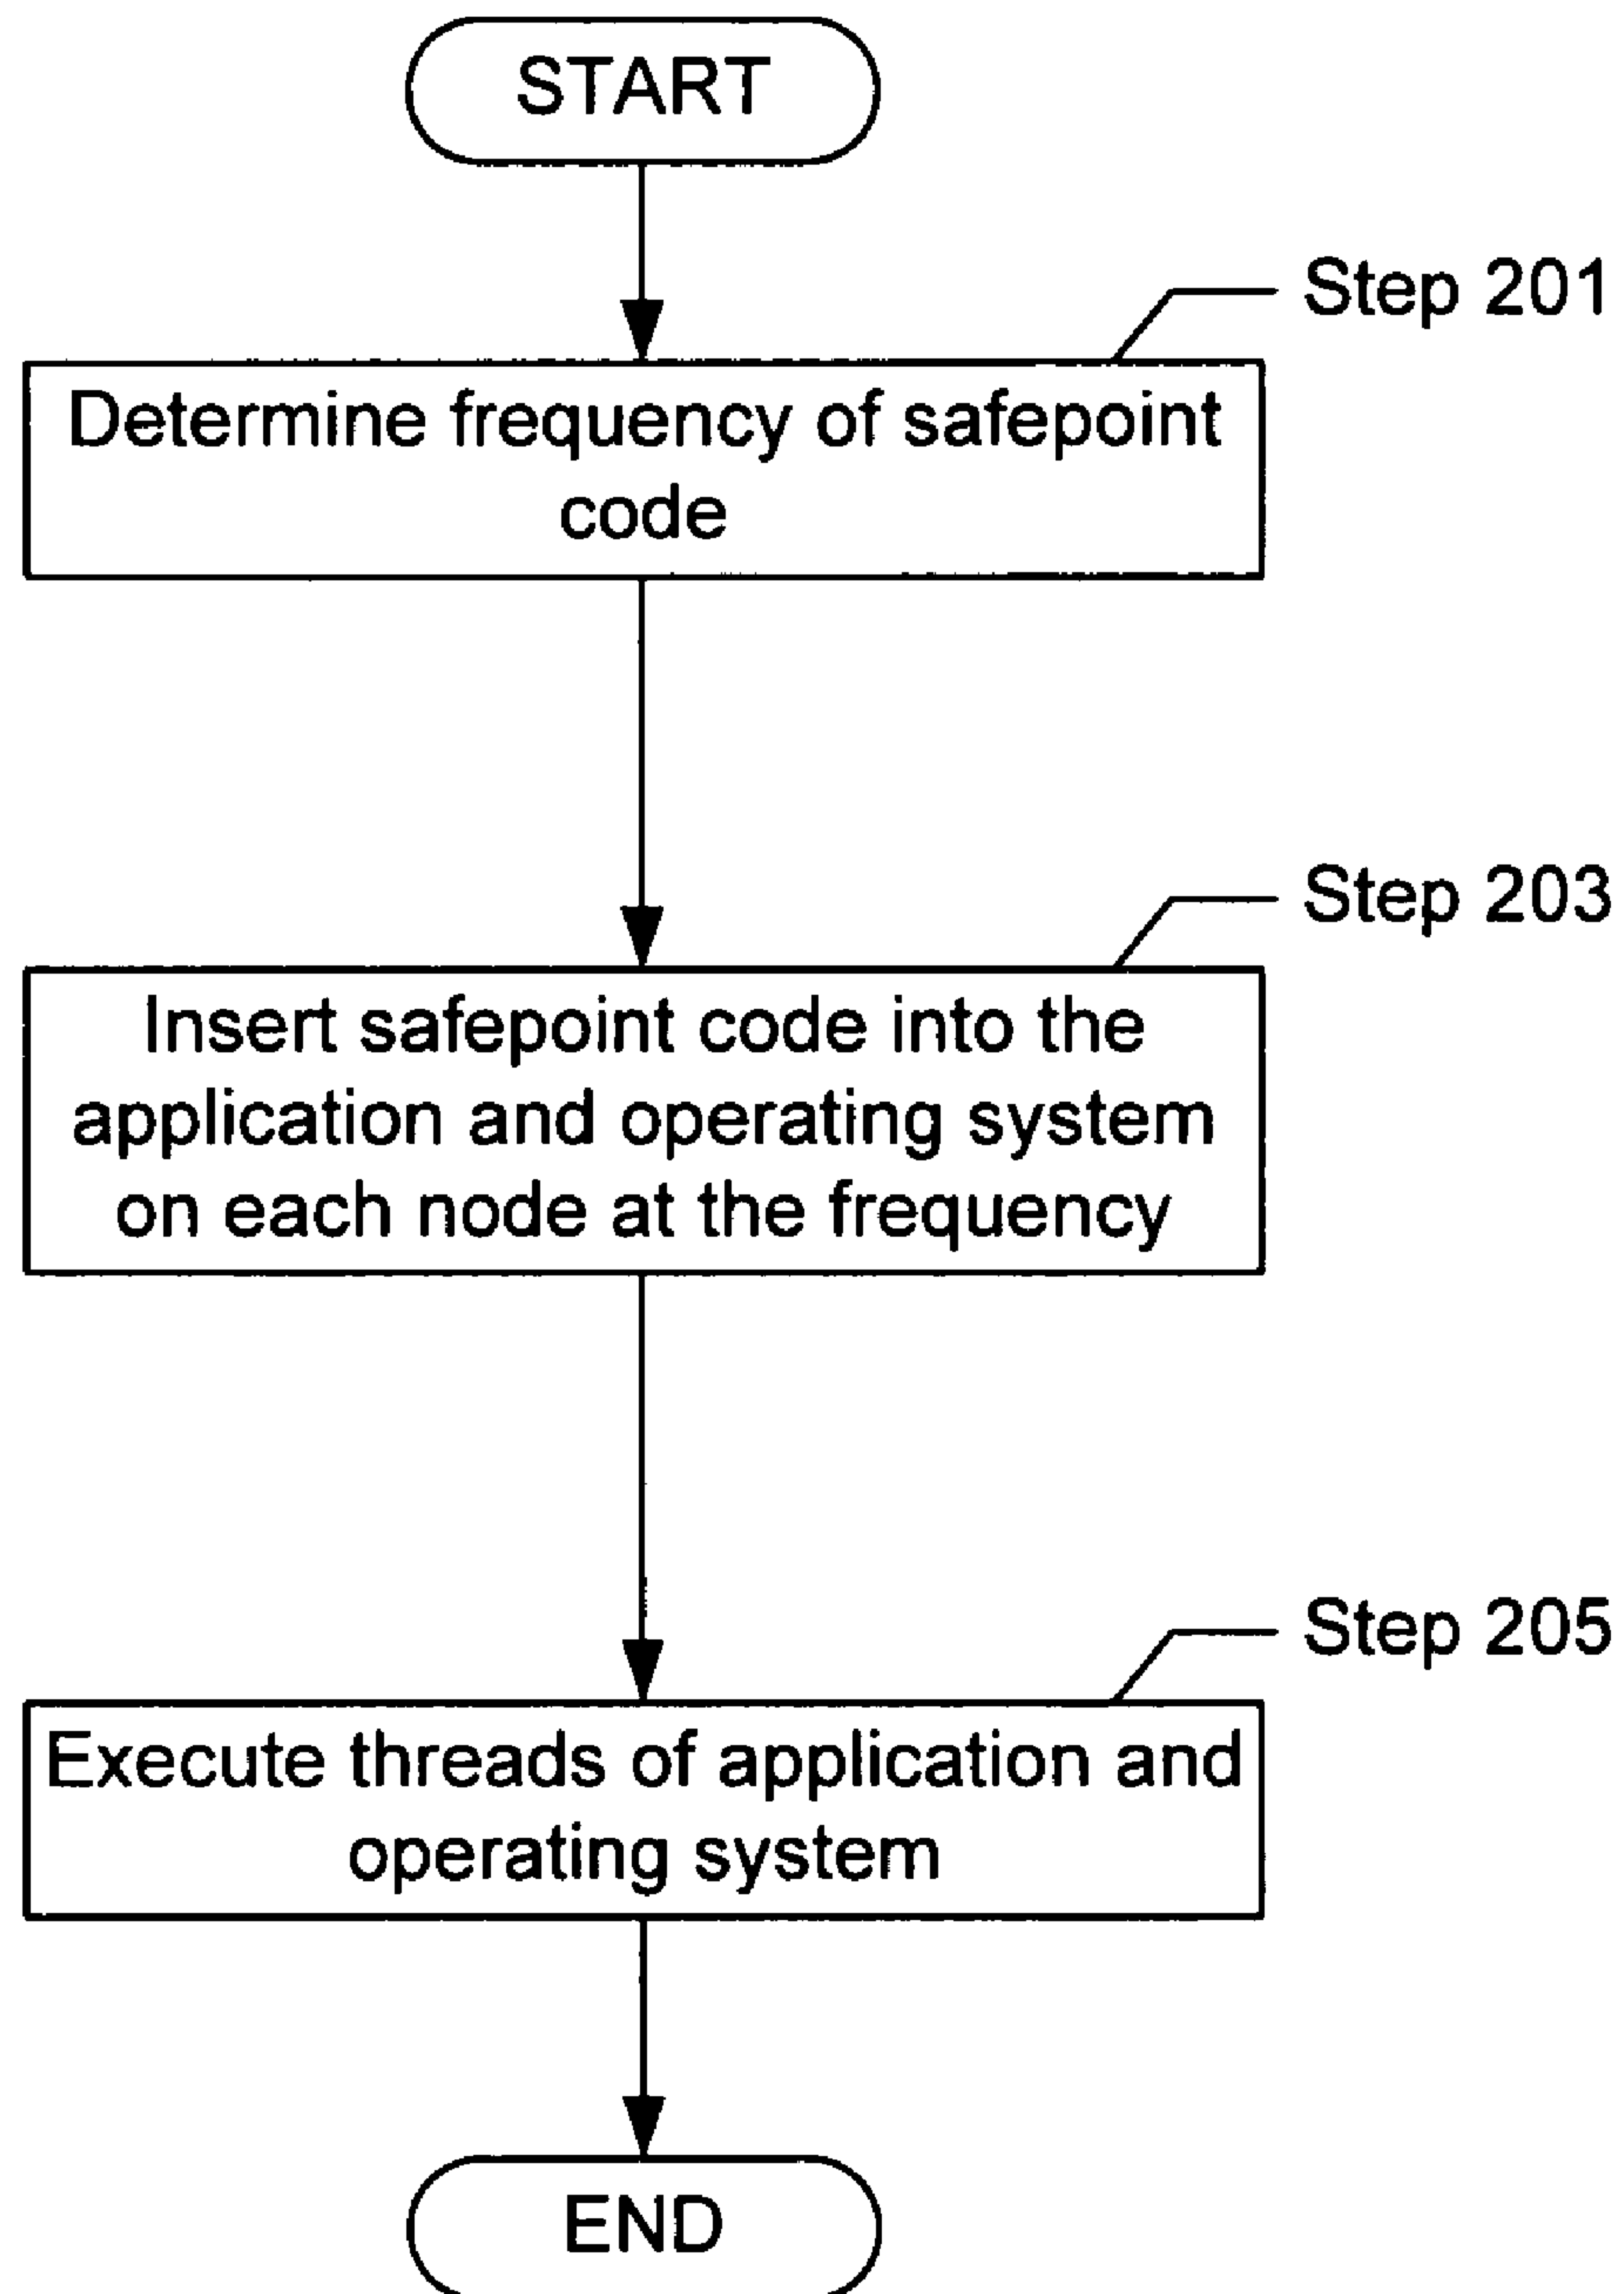 START
Step 201
Determine frequency of safepoint
code
Step 203
Insert safepoint code into the
application and operating system
on each node at the frequency
Step 205
Execute threads of application and
operating system
END